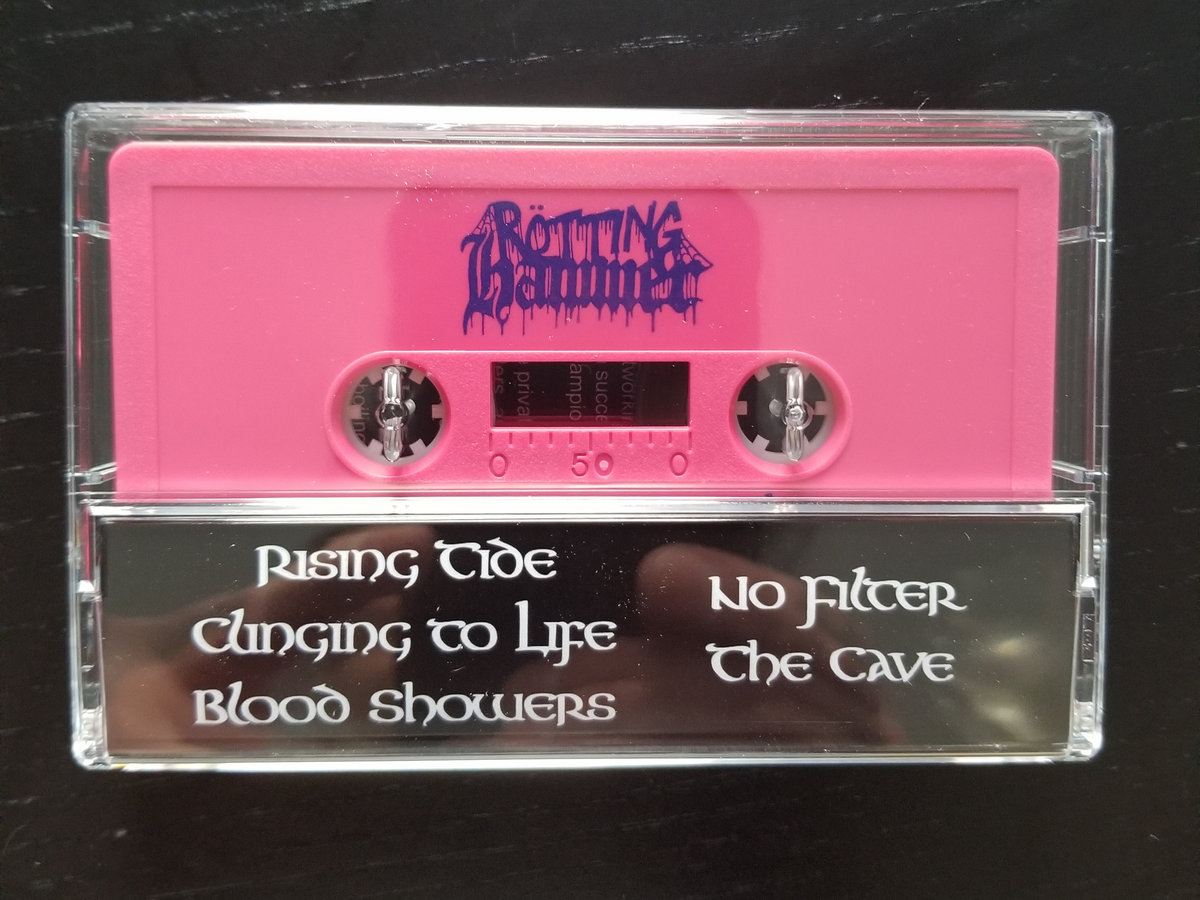 RÖTTING
Hammer
0 50 0
Rising Tide
Clinging to Life
Blood Showers
No Filter
The Cave